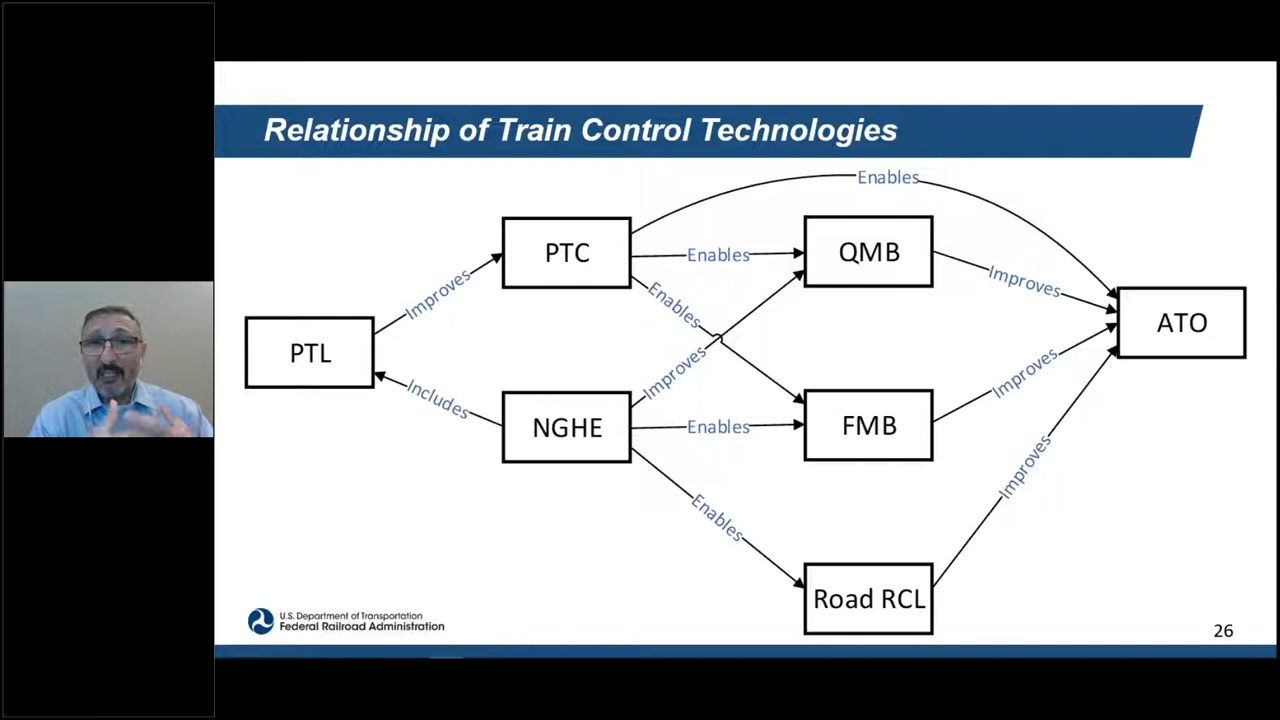 Relationship of Train Control Technologies
Enables
PTC
Enables
QMB
Improves
Improves
Enables
ATO
PTL
Improves
Improves
Includes
NGHE
Enables
FMB
Improves
Enables
Road RCL
U.S. Department of Transportation
Federal Railroad Administration
26